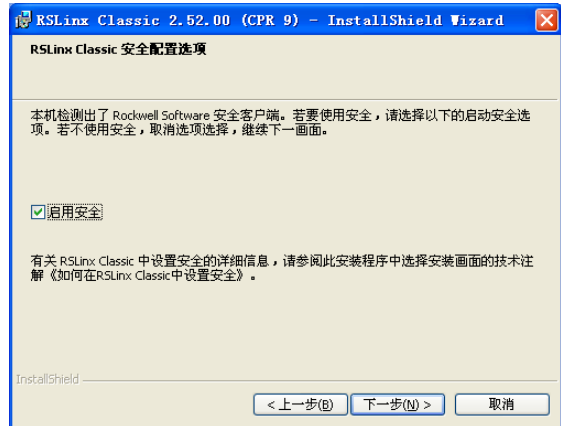 RSLinx Classic 2.52.00 (CPR 9) - InstallShield Wizard
RSLinx Classic 安全配置选项
本机检测出了 Rockwell Software 安全客户端。若要使用安全，请选择以下的启动安全选
项。若不使用安全，取消选项选择，继续下一画面。
启用安全
有关 RSLinx Classic 中设置安全的详细信息，请参阅此安装程序中选择安装画面的技术注
解《如何在RSLinx Classic中设置安全》。
InstallShield
<上一步(B) 下一步(N) > 取消